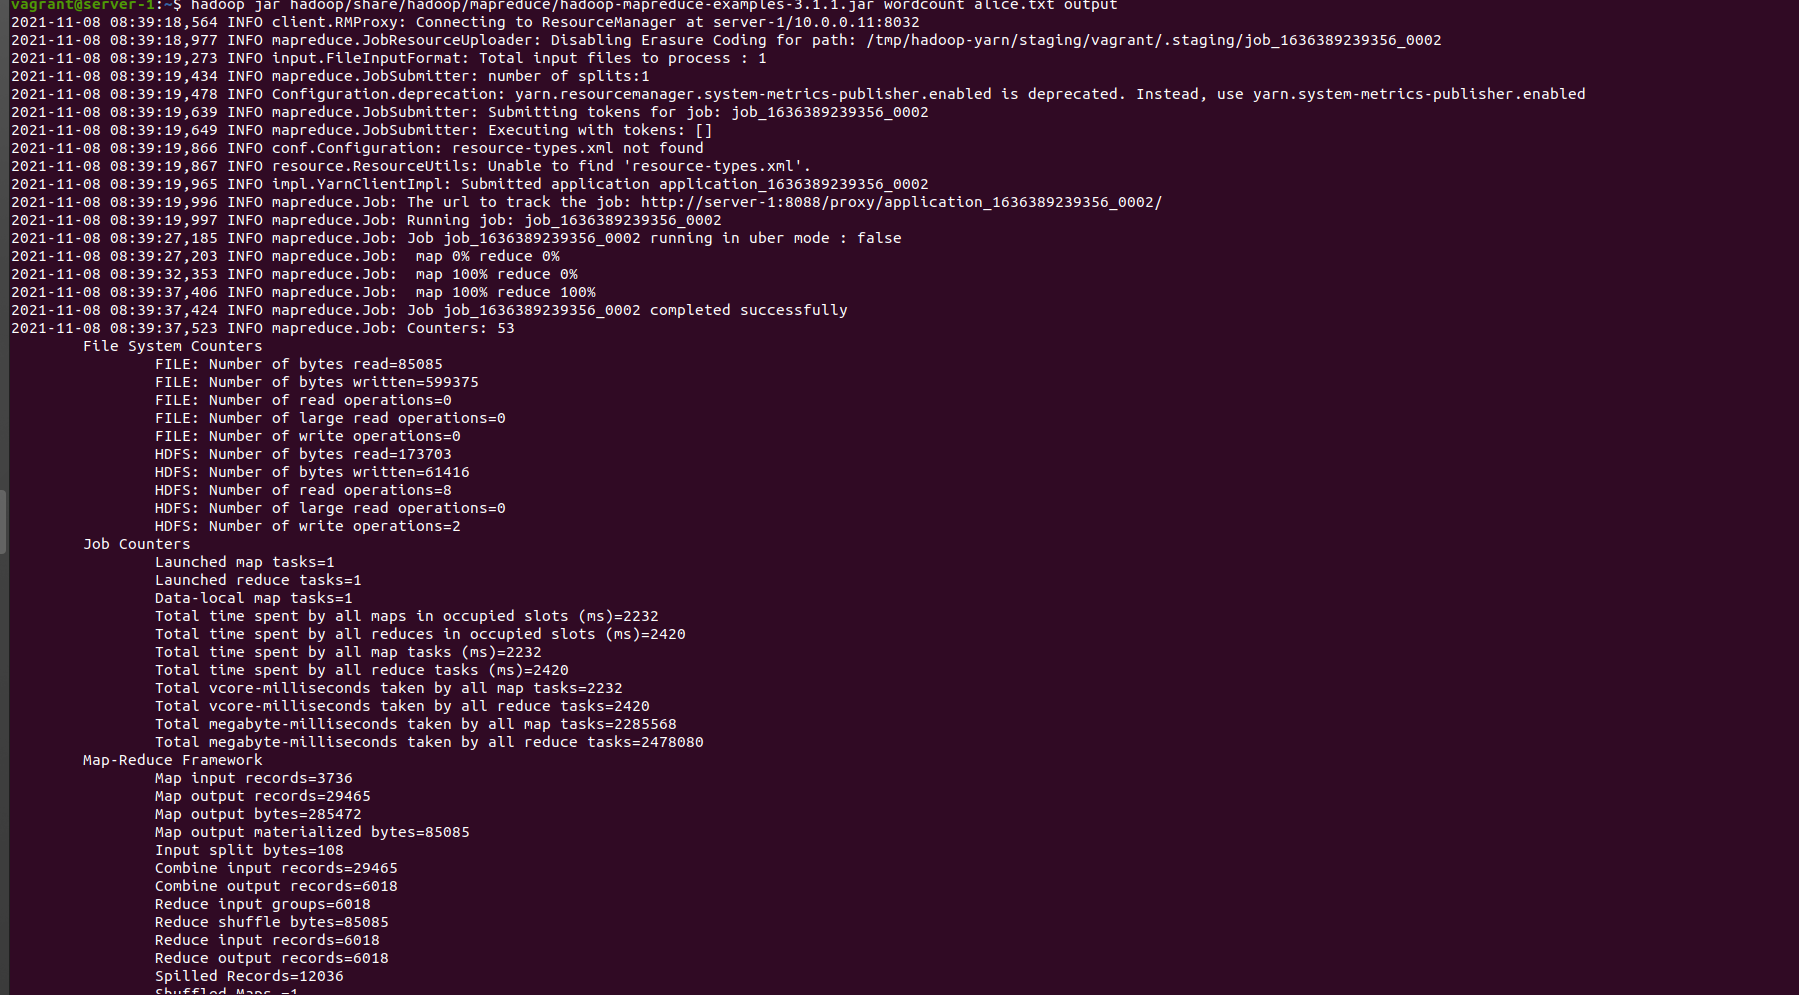 vagrant@server-1:~$ hadoop jar hadoop/share/hadoop/mapreduce/hadoop-mapreduce-examples-3.1.1.jar wordcount alice.txt output
2021-11-08 08:39:18,564 INFO client.RMProxy: Connecting to ResourceManager at server-1/10.0.0.11:8032
2021-11-08 08:39:18,977 INFO mapreduce.JobResourceUploader: Disabling Erasure Coding for path: /tmp/hadoop-yarn/staging/vagrant/.staging/job_1636389239356_0002
2021-11-08 08:39:19,273 INFO input.FileInputFormat: Total input files to process : 1
2021-11-08 08:39:19,434 INFO mapreduce.JobSubmitter: number of splits:1
2021-11-08 08:39:19,478 INFO Configuration.deprecation: yarn.resourcemanager.system-metrics-publisher.enabled is deprecated. Instead, use yarn.system-metrics-publisher.enabled
2021-11-08 08:39:19,639 INFO mapreduce.JobSubmitter: Submitting tokens for job: job_1636389239356_0002
2021-11-08 08:39:19,649 INFO mapreduce.JobSubmitter: Executing with tokens: []
2021-11-08 08:39:19,866 INFO conf.Configuration: resource-types.xml not found
2021-11-08 08:39:19,867 INFO resource.ResourceUtils: Unable to find 'resource-types.xml'.
2021-11-08 08:39:19,965 INFO impl.YarnClientImpl: Submitted application application_1636389239356_0002
2021-11-08 08:39:19,996 INFO mapreduce.Job: The url to track the job: http://server-1:8088/proxy/application_1636389239356_0002/
2021-11-08 08:39:19,997 INFO mapreduce.Job: Running job: job_1636389239356_0002
2021-11-08 08:39:27,185 INFO mapreduce.Job: Job job_1636389239356_0002 running in uber mode : false
2021-11-08 08:39:27,203 INFO mapreduce.Job:  map 0% reduce 0%
2021-11-08 08:39:32,353 INFO mapreduce.Job:  map 100% reduce 0%
2021-11-08 08:39:37,406 INFO mapreduce.Job:  map 100% reduce 100%
2021-11-08 08:39:37,424 INFO mapreduce.Job: Job job_1636389239356_0002 completed successfully
2021-11-08 08:39:37,523 INFO mapreduce.Job: Counters: 53
File System Counters
FILE: Number of bytes read=85085
FILE: Number of bytes written=599375
FILE: Number of read operations=0
FILE: Number of large read operations=0
FILE: Number of write operations=0
HDFS: Number of bytes read=173703
HDFS: Number of bytes written=61416
HDFS: Number of read operations=8
HDFS: Number of large read operations=0
HDFS: Number of write operations=2
Job Counters
Launched map tasks=1
Launched reduce tasks=1
Data-local map tasks=1
Total time spent by all maps in occupied slots (ms)=2232
Total time spent by all reduces in occupied slots (ms)=2420
Total time spent by all map tasks (ms)=2232
Total time spent by all reduce tasks (ms)=2420
Total vcore-milliseconds taken by all map tasks=2232
Total vcore-milliseconds taken by all reduce tasks=2420
Total megabyte-milliseconds taken by all map tasks=2285568
Total megabyte-milliseconds taken by all reduce tasks=2478080
Map-Reduce Framework
Map input records=3736
Map output records=29465
Map output bytes=285472
Map output materialized bytes=85085
Input split bytes=108
Combine input records=29465
Combine output records=6018
Reduce input groups=6018
Reduce shuffle bytes=85085
Reduce input records=6018
Reduce output records=6018
Spilled Records=12036
Shuffled Maps =1